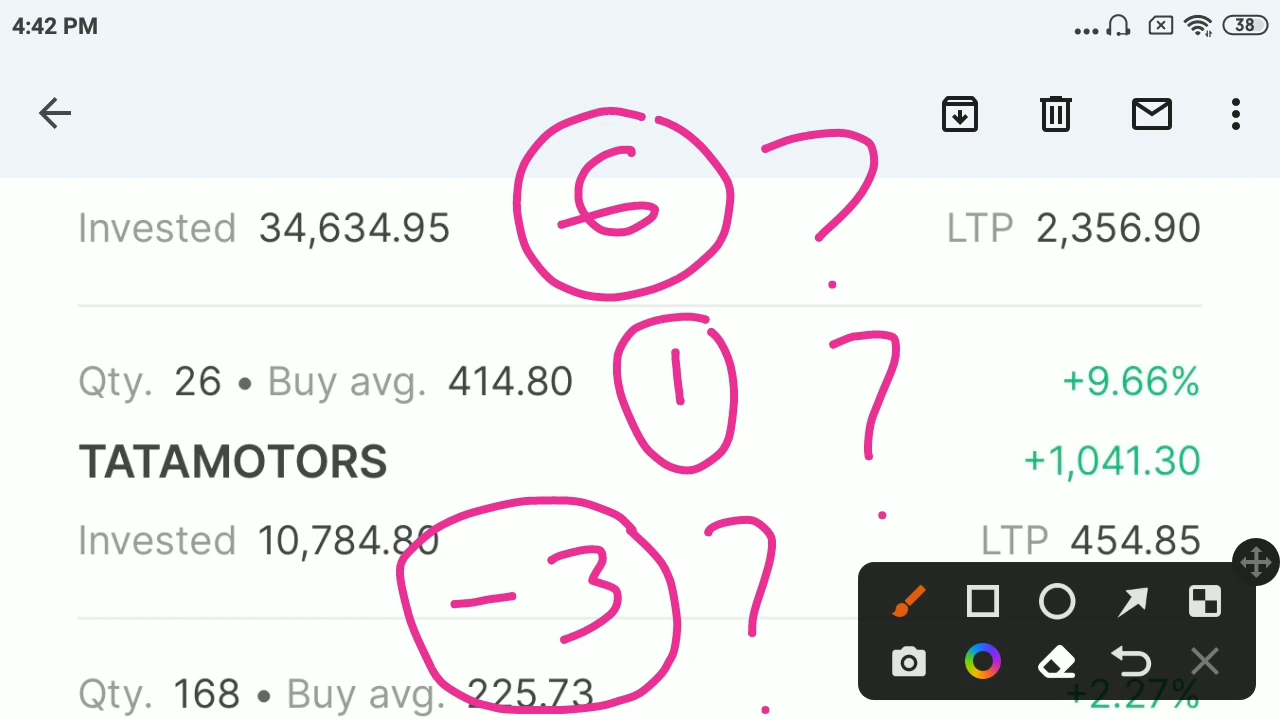 4:42 PM
38
6 ?
Invested 34,634.95 LTP 2,356.90
1 ?
Qty. 26 • Buy avg. 414.80 +9.66%
TATAMOTORS +1,041.30
Invested 10,784.80 LTP 454.85
-3 ?
Qty. 168 • Buy avg. 225.73 +2.27%